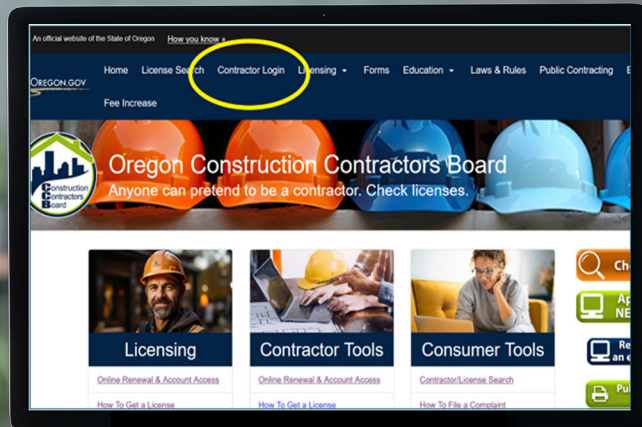 An official website of the State of Oregon How you know »
OREGON.GOV
Home License Search Contractor Login Licensing Forms Education Laws & Rules Public Contracting
Fee Increase
Construction
Contractors
Board
Oregon Construction Contractors Board
Anyone can pretend to be a contractor. Check licenses.
Licensing
Online Renewal & Account Access
How To Get a License
Contractor Tools
Online Renewal & Account Access
How To Get a License
Consumer Tools
Contractor/License Search
How To File a Complaint